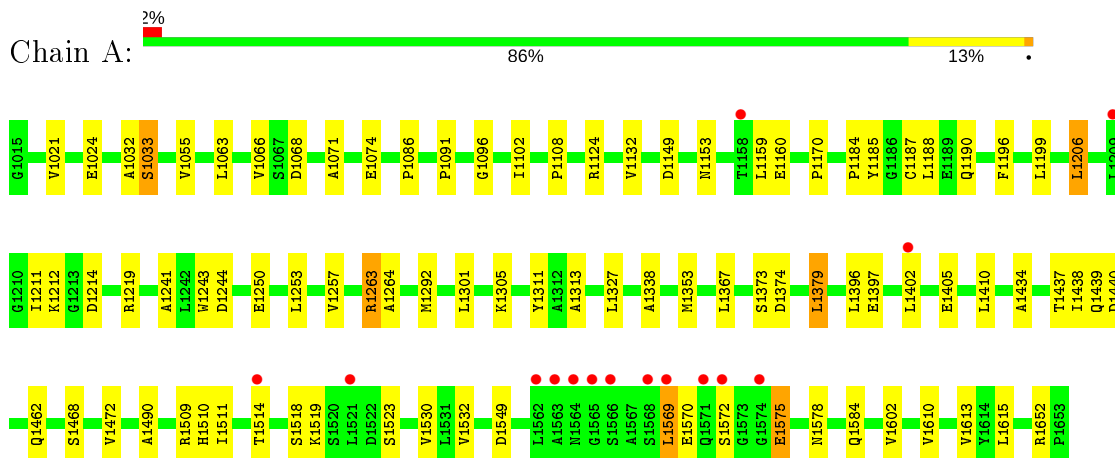 2%
Chain A:
86% 13% •
G1015 V1021 E1024 A1032 S1033 V1055 L1063 V1066 S1067 D1068 A1071 E1074 P1086 P1091 G1096 I1102 P1108 R1124 V1132 D1149 N1153 T1158 L1159 E1160 P1170 P1184 Y1185 G1186 C1187 L1188 E1189 Q1190 F1196 L1199 L1206 L1209
G1210 I1211 K1212 G1213 D1214 R1219 A1241 L1242 W1243 D1244 E1250 L1253 V1257 R1263 A1264 M1292 L1301 K1305 Y1311 A1312 A1313 L1327 A1338 M1353 L1367 S1373 D1374 L1379 L1396 E1397 L1402 E1405 L1410 A1434 T1437 I1438 Q1439
Q1462 S1468 V1472 A1490 R1509 H1510 I1511 T1514 S1518 K1519 S1520 L1521 D1522 S1523 V1530 L1531 V1532 D1549 L1562 A1563 N1564 G1565 S1566 A1567 S1568 L1569 E1570 Q1571 S1572 G1573 G1574 E1575 N1578 Q1584 V1602 V1610 V1613 Y1614 L1615 R1652 P1653